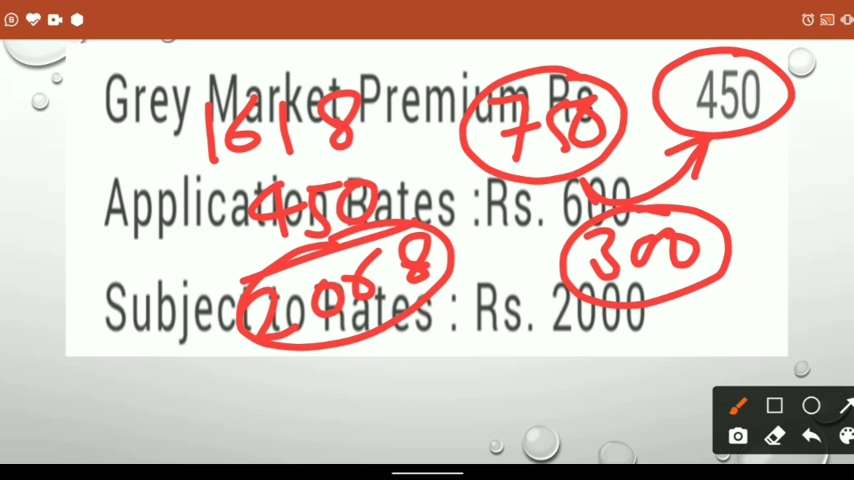 Grey Market Premium Rs 450
1618 750
Application Rates :Rs. 600
450 300
Subject to Rates : Rs. 2000
2068